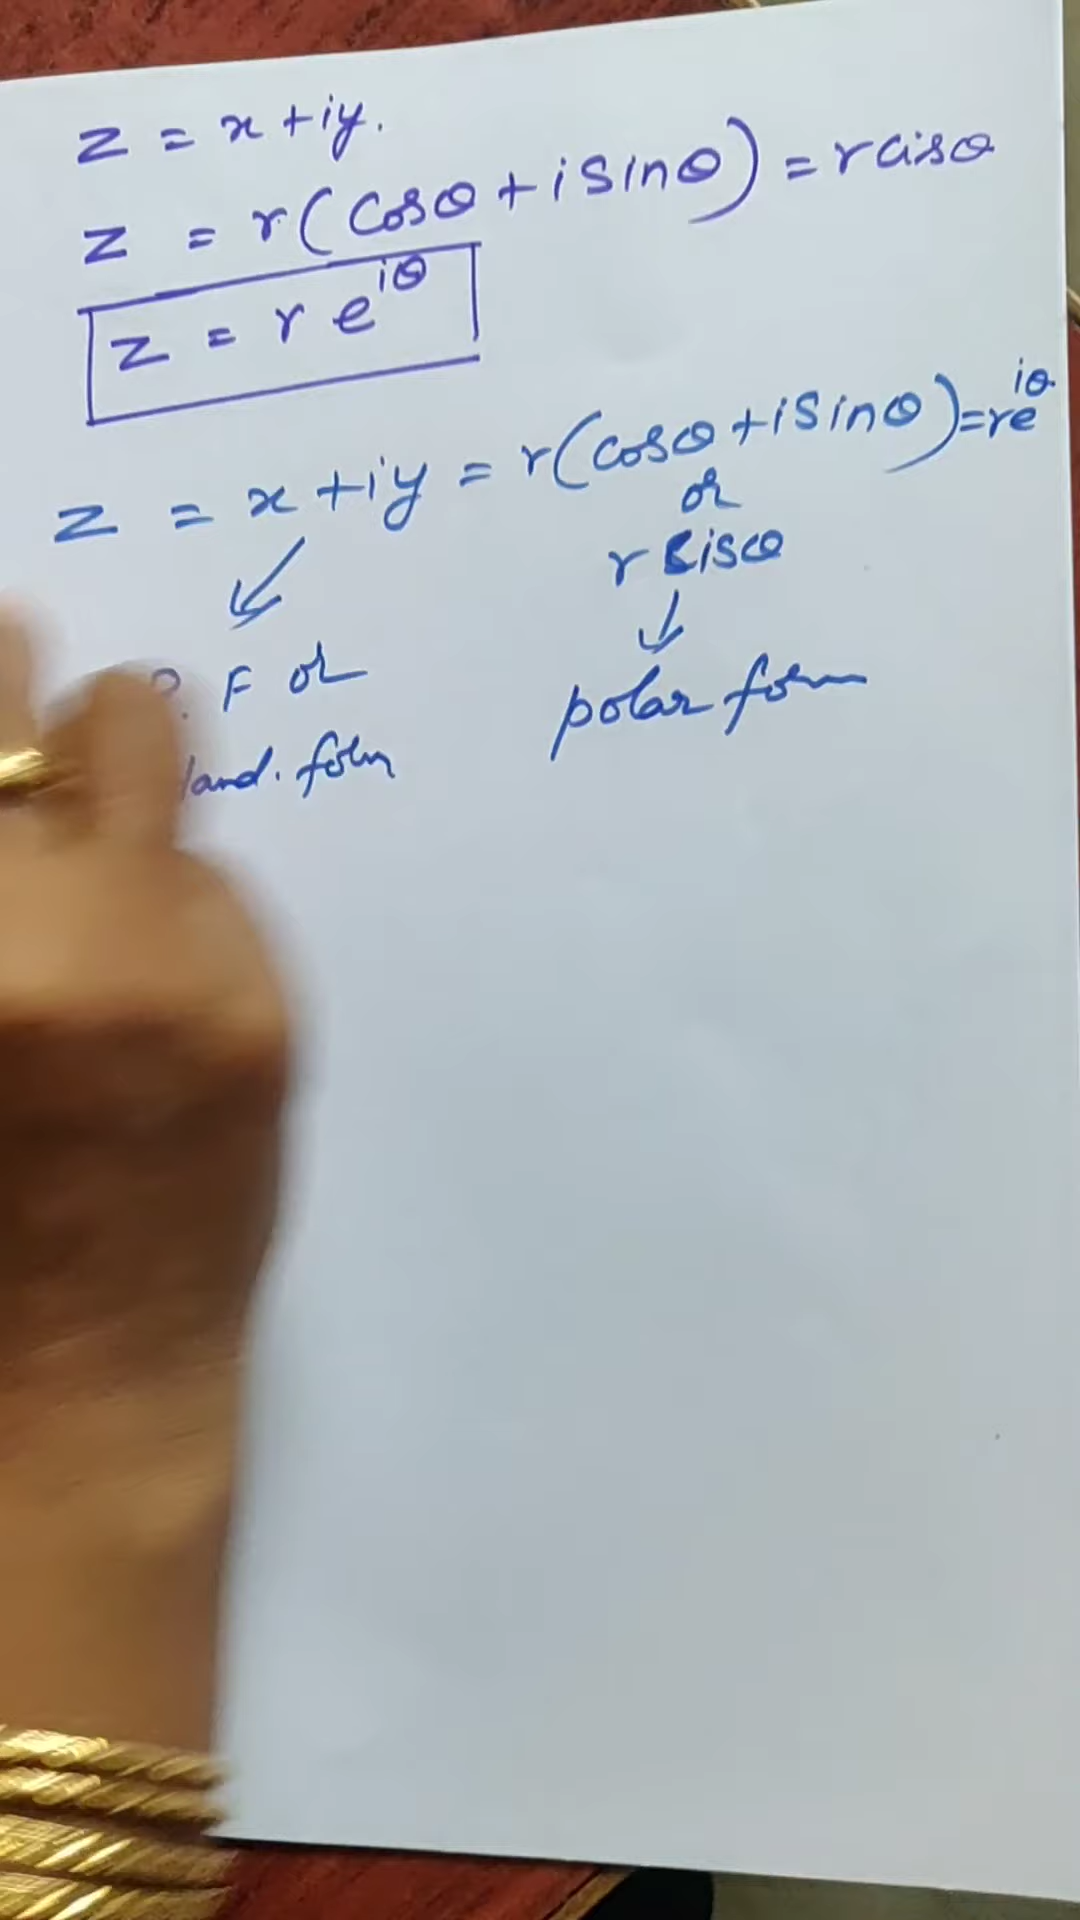 z = x + iy.
z = r(cosθ + i sinθ) = r cisθ
z = r e^{iθ}
z = x + iy = r(cosθ + i sinθ) = re^{iθ}
or
r cisθ
F or
polar form
form